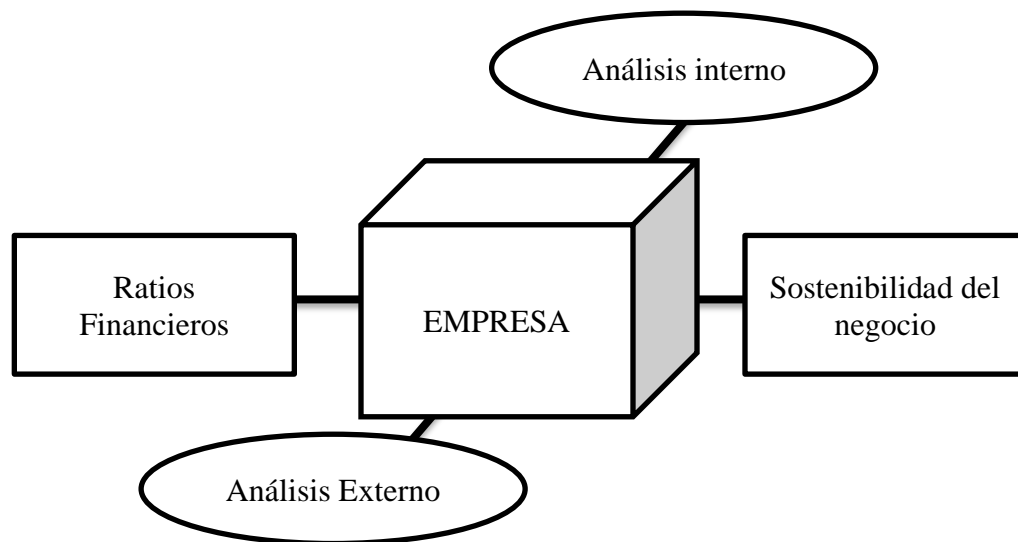 Análisis interno
Ratios
Financieros
EMPRESA
Sostenibilidad del
negocio
Análisis Externo